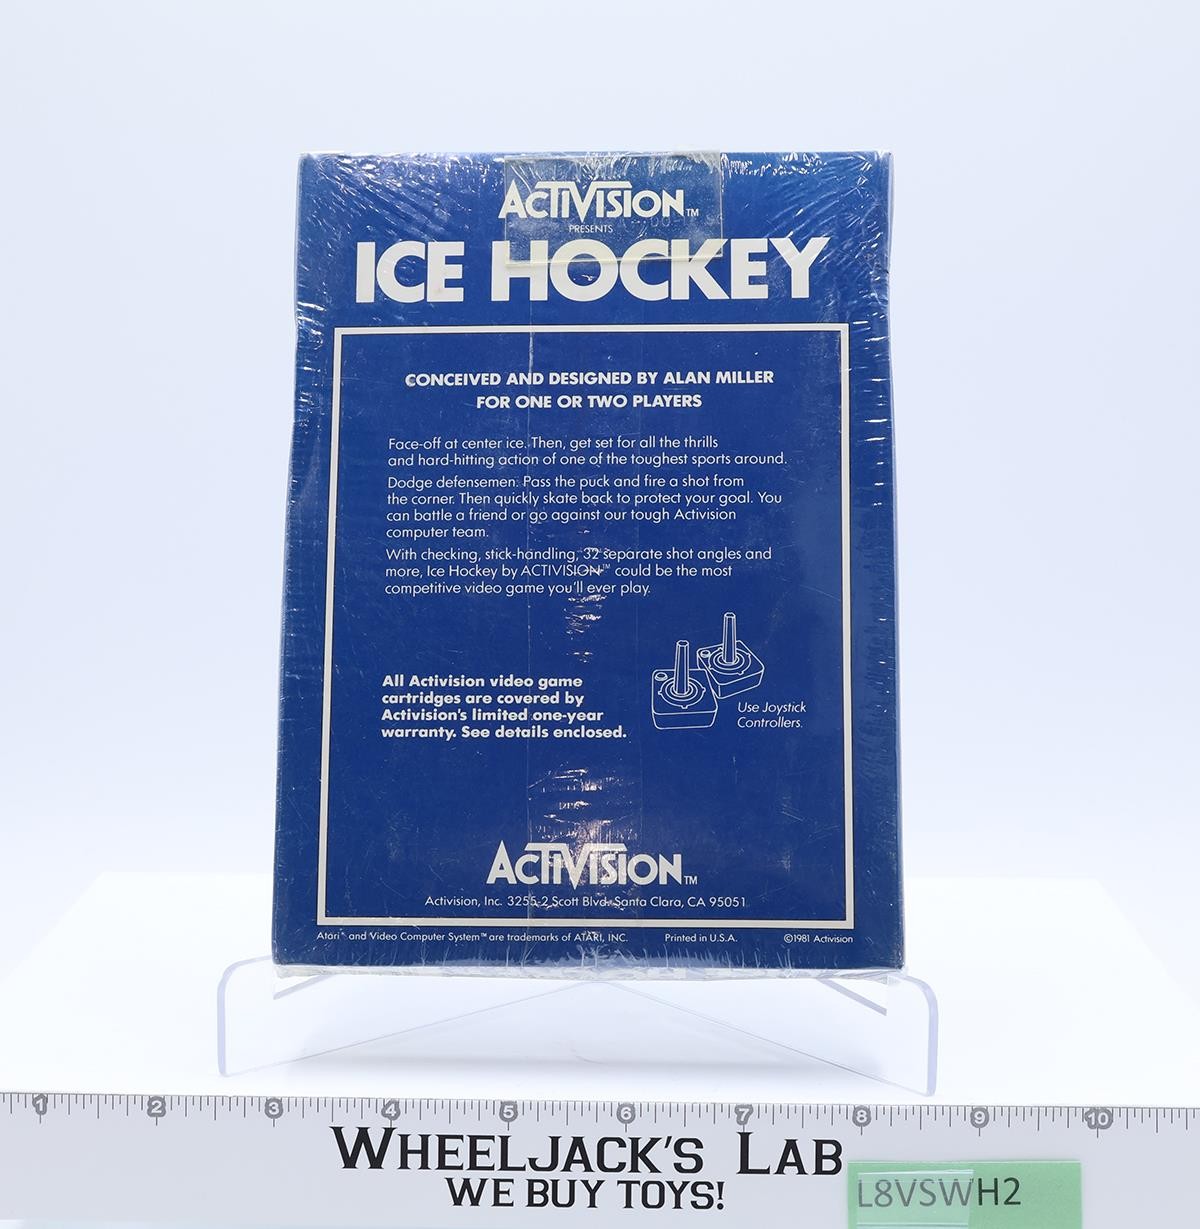 ACTIVISION™
PRESENTS
ICE HOCKEY
CONCEIVED AND DESIGNED BY ALAN MILLER
FOR ONE OR TWO PLAYERS
Face-off at center ice. Then, get set for all the thrills
and hard-hitting action of one of the toughest sports around.
Dodge defensemen. Pass the puck and fire a shot from
the corner. Then quickly skate back to protect your goal. You
can battle a friend or go against our tough Activision
computer team.
With checking, stick-handling, 32 separate shot angles and
more, Ice Hockey by ACTIVISION™ could be the most
competitive video game you'll ever play.
All Activision video game
cartridges are covered by
Activision's limited one-year
warranty. See details enclosed.
Use Joystick
Controllers.
ACTIVISION™
Activision, Inc. 3255-2 Scott Blvd. Santa Clara, CA 95051
Atari® and Video Computer System™ are trademarks of ATARI, INC. Printed in U.S.A. ©1981 Activision
1 2 3 4 5 6 7 8 9 10
WHEELJACK'S LAB
WE BUY TOYS!
L8VSWH2